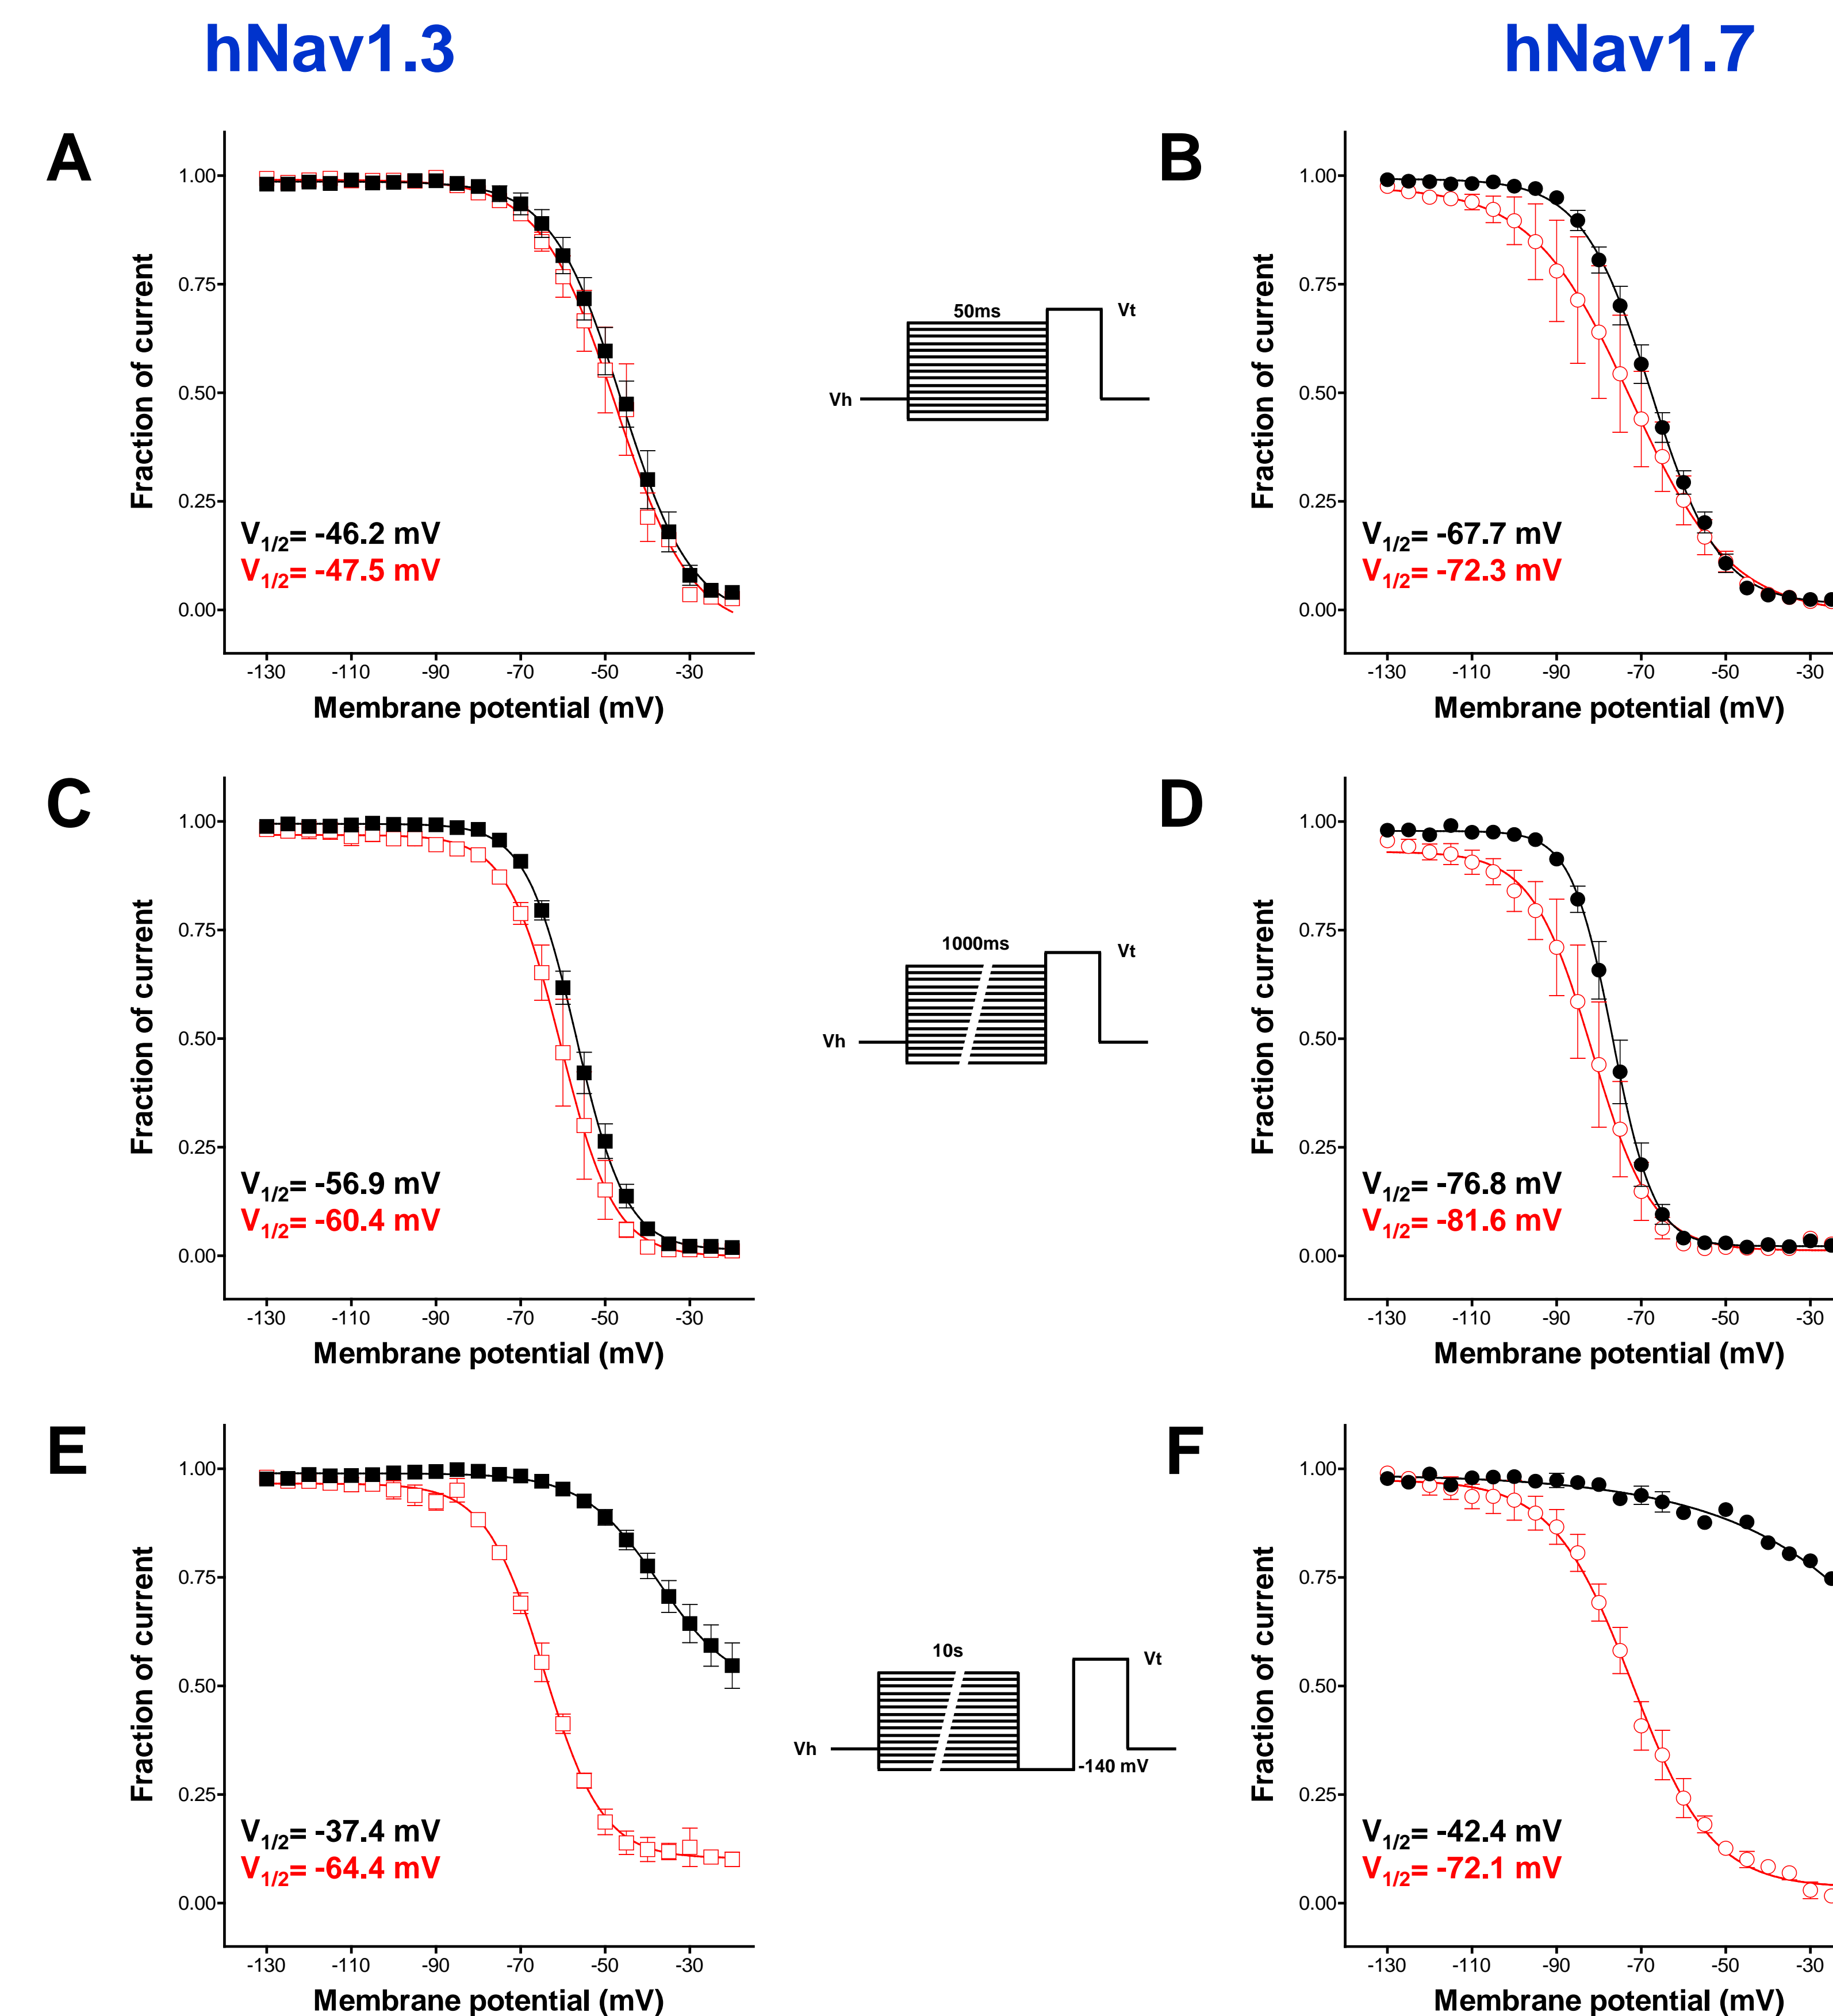 hNav1.3
hNav1.7
A
1.00
0.75
0.50
0.25
0.00
Fraction of current
V1/2= -46.2 mV
V1/2= -47.5 mV
-130 -110 -90 -70 -50 -30
Membrane potential (mV)
50ms
Vt
Vh
B
1.00
0.75
0.50
0.25
0.00
Fraction of current
V1/2= -67.7 mV
V1/2= -72.3 mV
-130 -110 -90 -70 -50 -30
Membrane potential (mV)
C
1.00
0.75
0.50
0.25
0.00
Fraction of current
V1/2= -56.9 mV
V1/2= -60.4 mV
-130 -110 -90 -70 -50 -30
Membrane potential (mV)
1000ms
Vt
Vh
D
1.00
0.75
0.50
0.25
0.00
Fraction of current
V1/2= -76.8 mV
V1/2= -81.6 mV
-130 -110 -90 -70 -50 -30
Membrane potential (mV)
E
1.00
0.75
0.50
0.25
0.00
Fraction of current
V1/2= -37.4 mV
V1/2= -64.4 mV
-130 -110 -90 -70 -50 -30
Membrane potential (mV)
10s
Vt
Vh
-140 mV
F
1.00
0.75
0.50
0.25
0.00
Fraction of current
V1/2= -42.4 mV
V1/2= -72.1 mV
-130 -110 -90 -70 -50 -30
Membrane potential (mV)